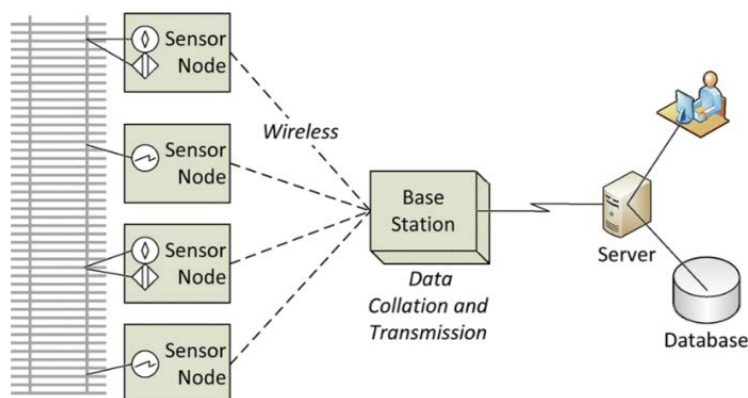 Sensor
Node
Wireless
Sensor
Node
Base
Station
Sensor
Node
Server
Data
Collation and
Transmission
Sensor
Node
Database